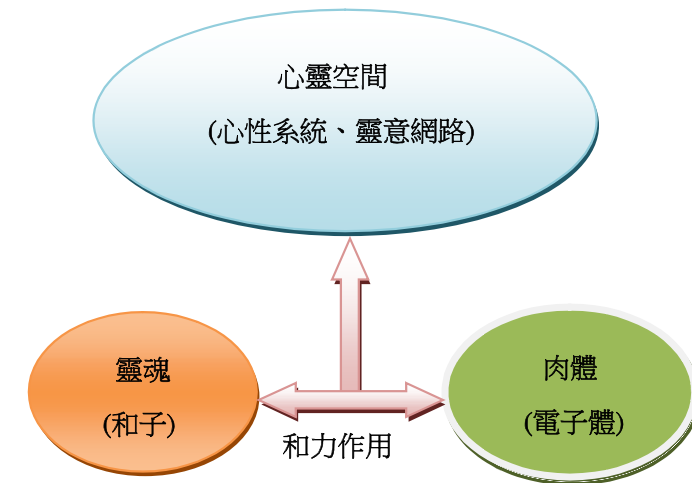 心靈空間
(心性系統、靈意網路)
靈魂
(和子)
肉體
(電子體)
和力作用